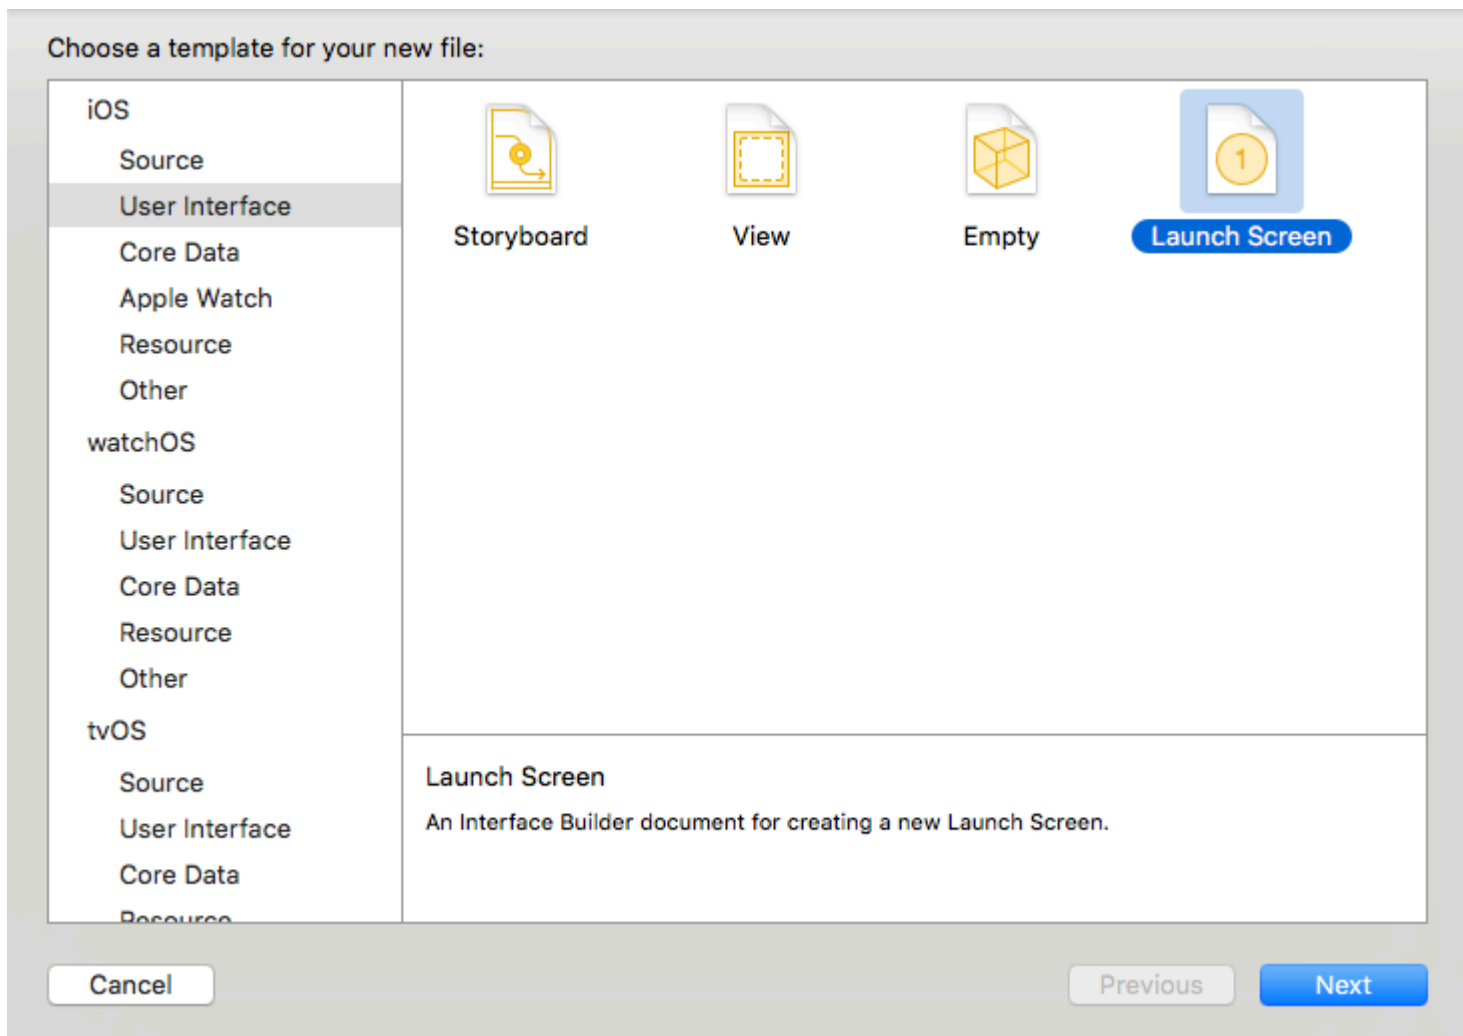 Choose a template for your new file:
iOS
Source
User Interface
Core Data
Apple Watch
Resource
Other
watchOS
Source
User Interface
Core Data
Resource
Other
tvOS
Source
User Interface
Core Data
Resource
Storyboard
View
Empty
1
Launch Screen
Launch Screen
An Interface Builder document for creating a new Launch Screen.
Cancel
Previous
Next